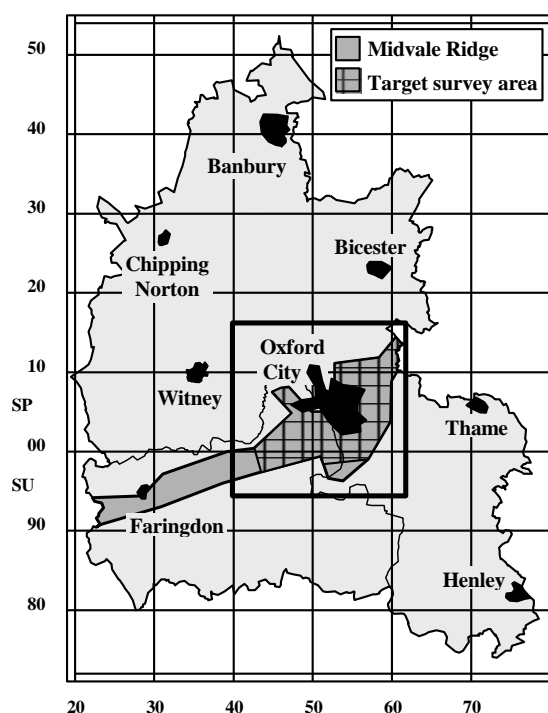 50
Midvale Ridge
Target survey area
40
Banbury
30
Bicester
Chipping
Norton
20
Oxford
City
10
Witney
SP
Thame
00
SU
Faringdon
90
Henley
80
20 30 40 50 60 70